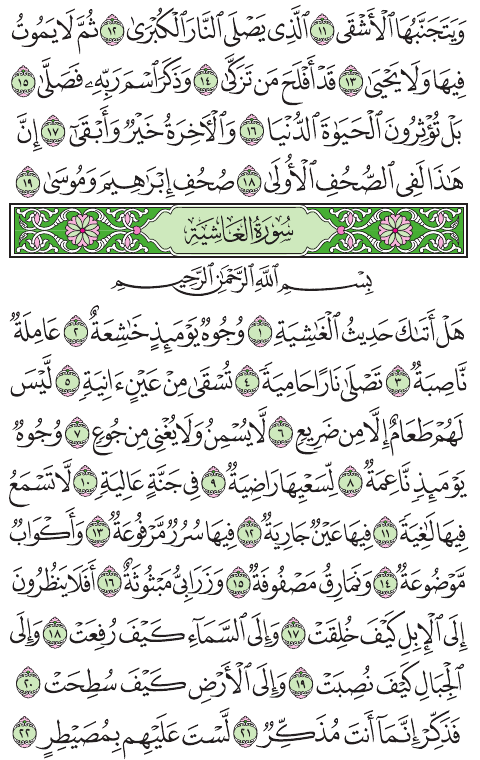 وَيَتَجَنَّبُهَا ٱلْأَشْقَى ١١ ٱلَّذِى يَصْلَى ٱلنَّارَ ٱلْكُبْرَىٰ ١٢ ثُمَّ لَا يَمُوتُ
فِيهَا وَلَا يَحْيَىٰ ١٣ قَدْ أَفْلَحَ مَن تَزَكَّىٰ ١٤ وَذَكَرَ ٱسْمَ رَبِّهِۦ فَصَلَّىٰ ١٥
بَلْ تُؤْثِرُونَ ٱلْحَيَوٰةَ ٱلدُّنْيَا ١٦ وَٱلْـَٔاخِرَةُ خَيْرٌ وَأَبْقَىٰٓ ١٧ إِنَّ
هَـٰذَا لَفِى ٱلصُّحُفِ ٱلْأُولَىٰ ١٨ صُحُفِ إِبْرَٰهِيمَ وَمُوسَىٰ ١٩
سُورَةُ الغَاشِيَةِ
بِسْمِ ٱللَّهِ ٱلرَّحْمَـٰنِ ٱلرَّحِيمِ
هَلْ أَتَىٰكَ حَدِيثُ ٱلْغَـٰشِيَةِ ١ وُجُوهٌ يَوْمَئِذٍ خَـٰشِعَةٌ ٢ عَامِلَةٌ
نَّاصِبَةٌ ٣ تَصْلَىٰ نَارًا حَامِيَةً ٤ تُسْقَىٰ مِنْ عَيْنٍ ءَانِيَةٍ ٥ لَّيْسَ
لَهُمْ طَعَامٌ إِلَّا مِن ضَرِيعٍ ٦ لَّا يُسْمِنُ وَلَا يُغْنِى مِن جُوعٍ ٧ وُجُوهٌ
يَوْمَئِذٍ نَّاعِمَةٌ ٨ لِّسَعْيِهَا رَاضِيَةٌ ٩ فِى جَنَّةٍ عَالِيَةٍ ١٠ لَّا تَسْمَعُ
فِيهَا لَـٰغِيَةً ١١ فِيهَا عَيْنٌ جَارِيَةٌ ١٢ فِيهَا سُرُرٌ مَّرْفُوعَةٌ ١٣ وَأَكْوَابٌ
مَّوْضُوعَةٌ ١٤ وَنَمَارِقُ مَصْفُوفَةٌ ١٥ وَزَرَابِىُّ مَبْثُوثَةٌ ١٦ أَفَلَا يَنظُرُونَ
إِلَى ٱلْإِبِلِ كَيْفَ خُلِقَتْ ١٧ وَإِلَى ٱلسَّمَآءِ كَيْفَ رُفِعَتْ ١٨ وَإِلَى
ٱلْجِبَالِ كَيْفَ نُصِبَتْ ١٩ وَإِلَى ٱلْأَرْضِ كَيْفَ سُطِحَتْ ٢٠
فَذَكِّرْ إِنَّمَآ أَنتَ مُذَكِّرٌ ٢١ لَّسْتَ عَلَيْهِم بِمُصَيْطِرٍ ٢٢